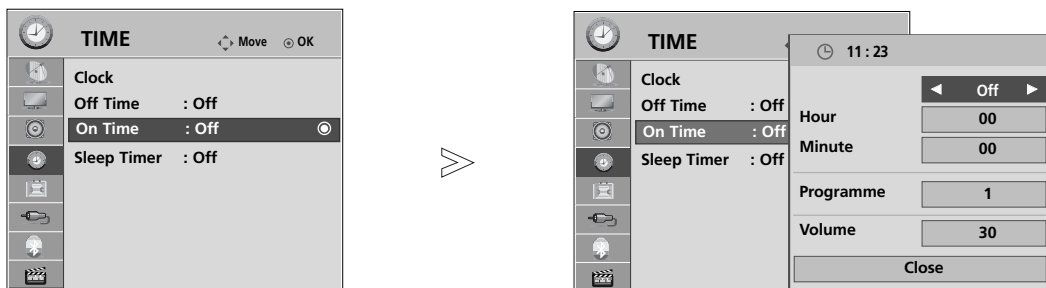 TIME Move OK
Clock
Off Time : Off
On Time : Off
Sleep Timer : Off
TIME
Clock
Off Time : Off
On Time : Off
Sleep Timer : Off
11 : 23
Off
Hour 00
Minute 00
Programme 1
Volume 30
Close